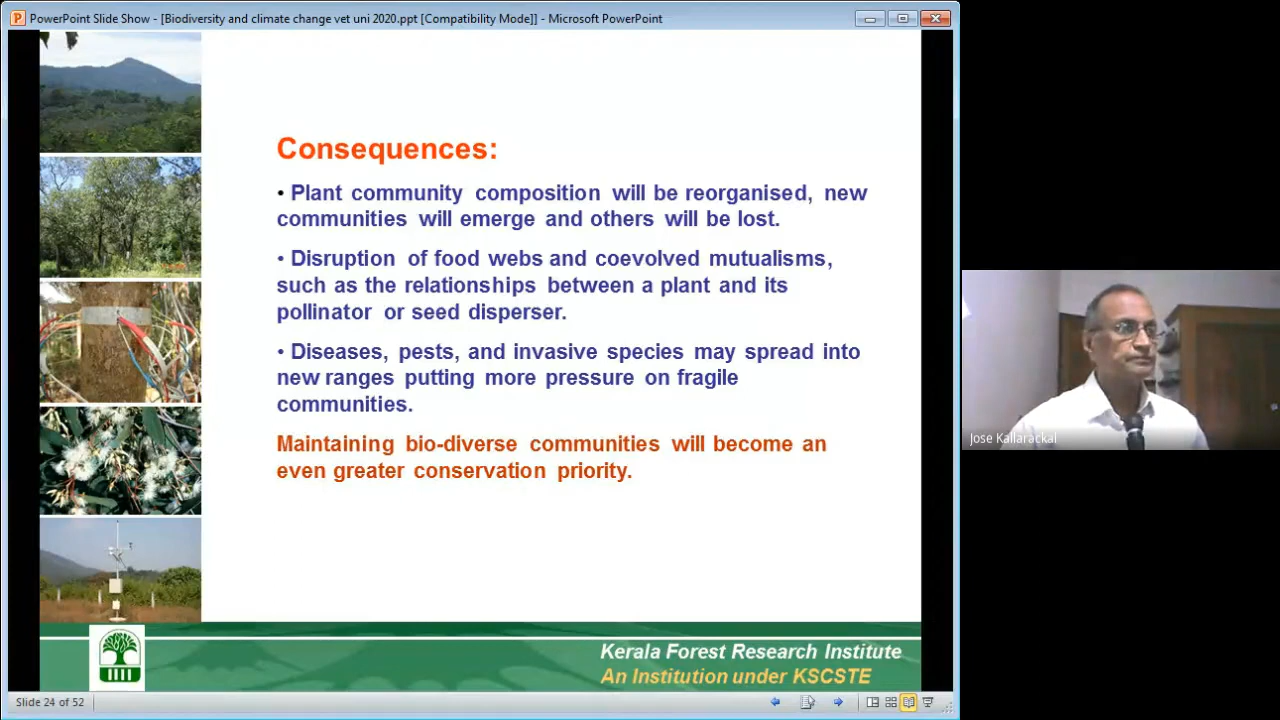 PowerPoint Slide Show - [Biodiversity and climate change vet uni 2020.ppt [Compatibility Mode]] - Microsoft PowerPoint
Consequences:
• Plant community composition will be reorganised, new
communities will emerge and others will be lost.
• Disruption of food webs and coevolved mutualisms,
such as the relationships between a plant and its
pollinator or seed disperser.
• Diseases, pests, and invasive species may spread into
new ranges putting more pressure on fragile
communities.
Maintaining bio-diverse communities will become an
even greater conservation priority.
Jose Kallarackal
Kerala Forest Research Institute
An Institution under KSCSTE
Slide 24 of 52